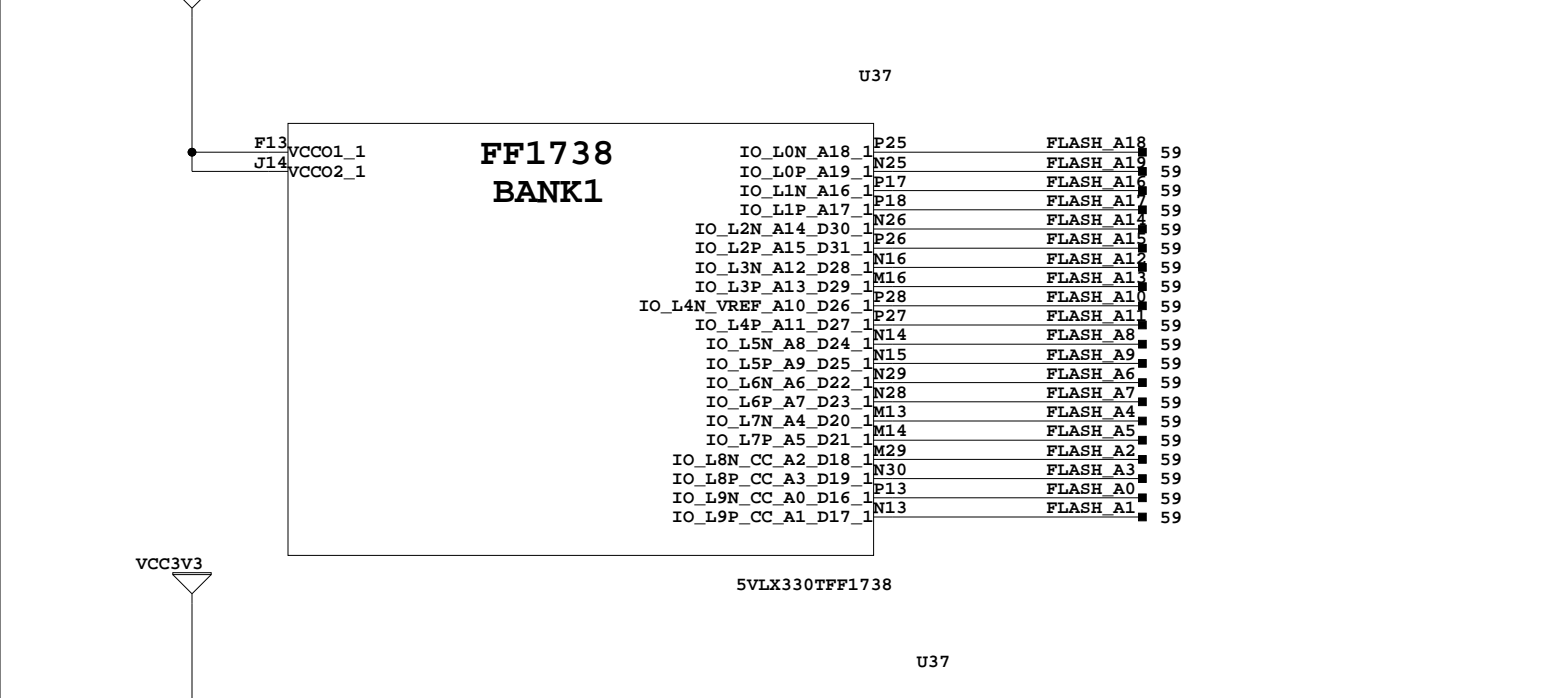 U37
F13 VCCO1_1 FF1738 IO_L0N_A18_1 P25 FLASH_A18 59
J14 VCCO2_1 IO_L0P_A19_1 N25 FLASH_A19 59
BANK1 IO_L1N_A16_1 P17 FLASH_A16 59
IO_L1P_A17_1 P18 FLASH_A17 59
IO_L2N_A14_D30_1 N26 FLASH_A14 59
IO_L2P_A15_D31_1 P26 FLASH_A15 59
IO_L3N_A12_D28_1 N16 FLASH_A12 59
IO_L3P_A13_D29_1 M16 FLASH_A13 59
IO_L4N_VREF_A10_D26_1 P28 FLASH_A10 59
IO_L4P_A11_D27_1 P27 FLASH_A11 59
IO_L5N_A8_D24_1 N14 FLASH_A8 59
IO_L5P_A9_D25_1 N15 FLASH_A9 59
IO_L6N_A6_D22_1 N29 FLASH_A6 59
IO_L6P_A7_D23_1 N28 FLASH_A7 59
IO_L7N_A4_D20_1 M13 FLASH_A4 59
IO_L7P_A5_D21_1 M14 FLASH_A5 59
IO_L8N_CC_A2_D18_1 M29 FLASH_A2 59
IO_L8P_CC_A3_D19_1 N30 FLASH_A3 59
IO_L9N_CC_A0_D16_1 P13 FLASH_A0 59
IO_L9P_CC_A1_D17_1 N13 FLASH_A1 59
VCC3V3
5VLX330TFF1738
U37